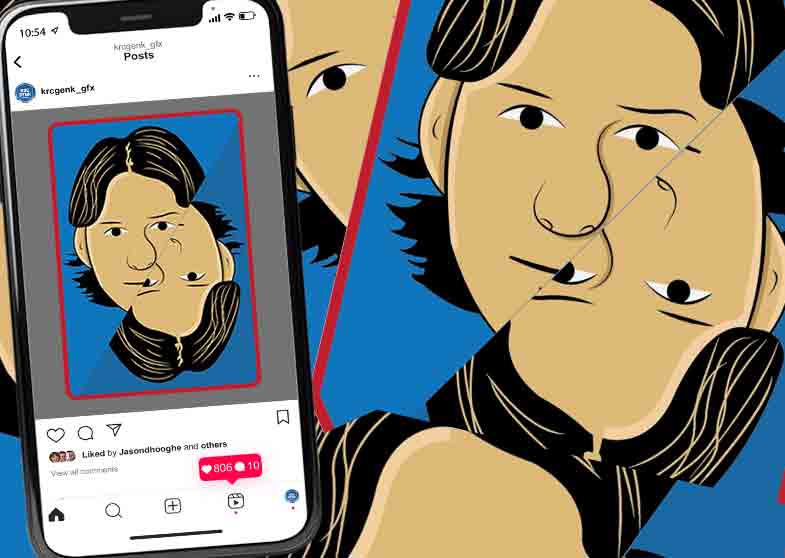 10:54
krcgenk_gfx
Posts
krcgenk_gfx
Liked by Jasondhooghe and others
View all comments
806 10